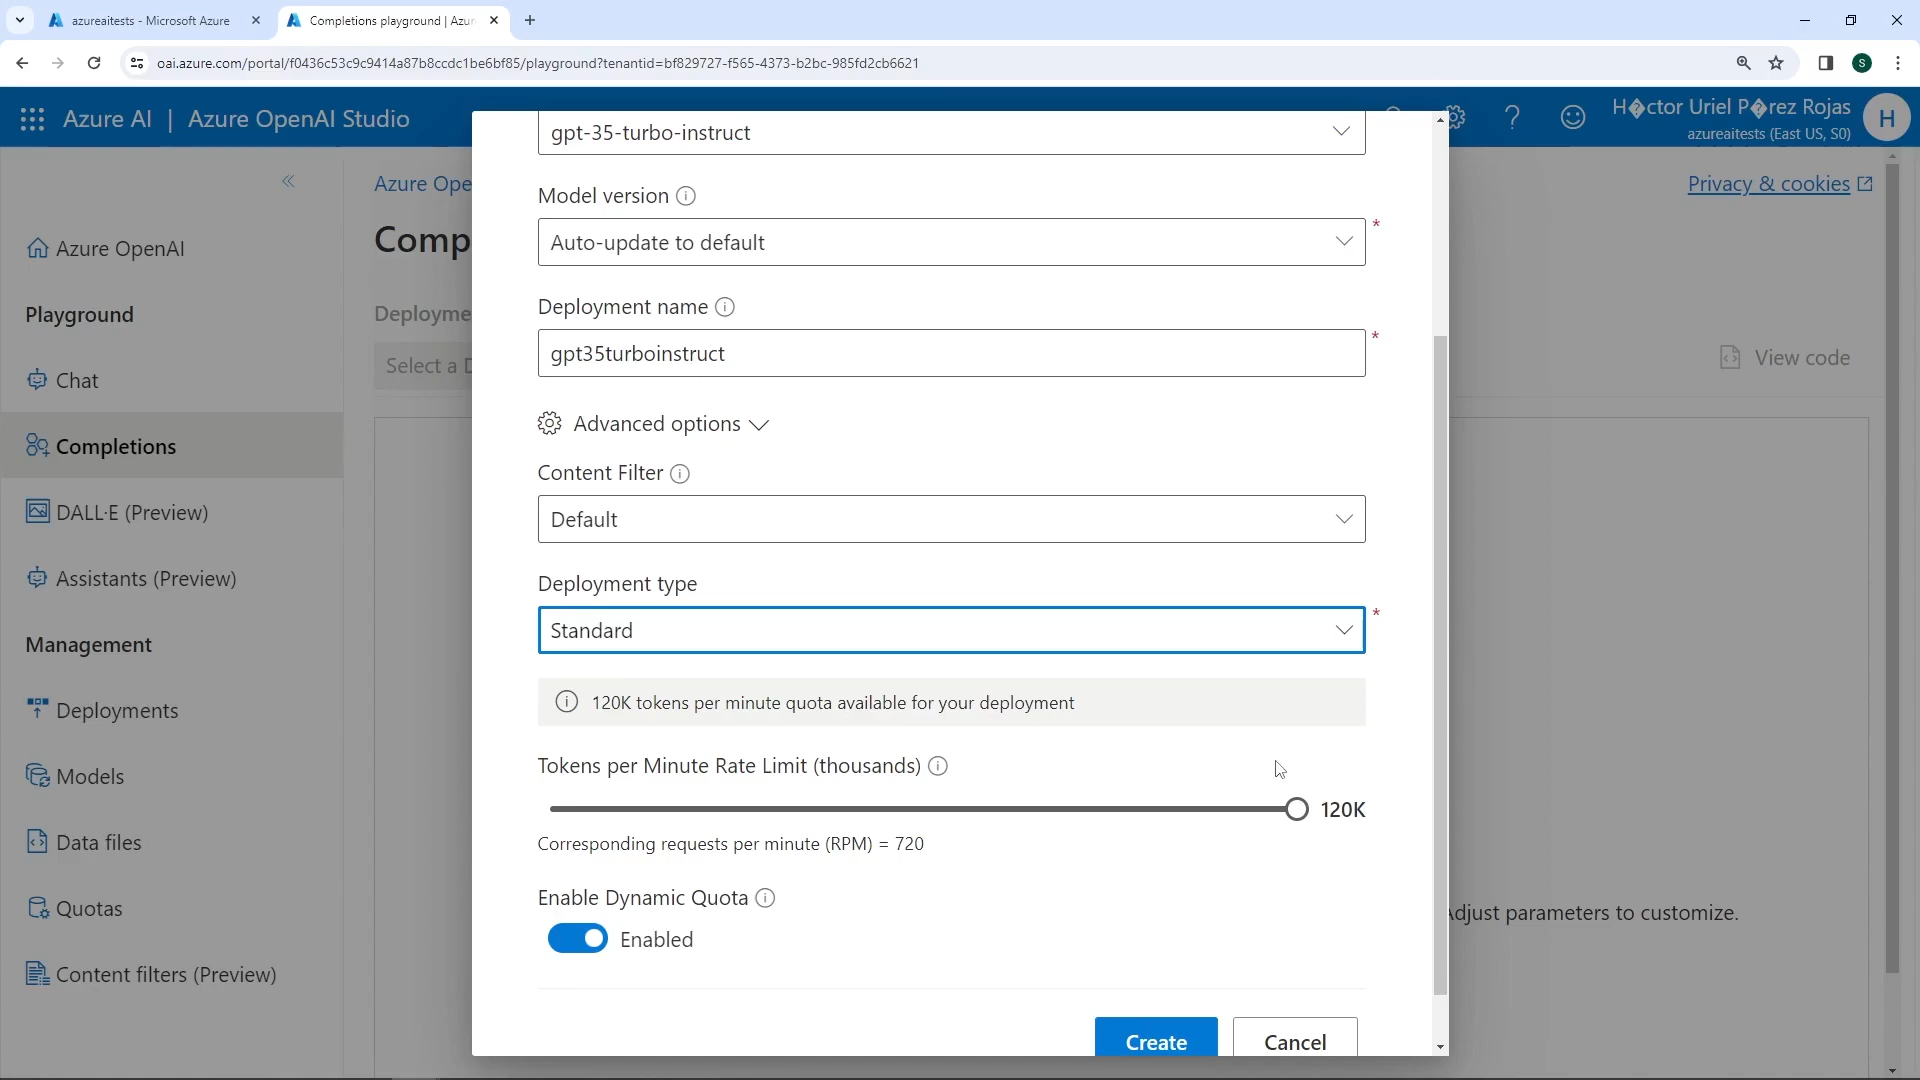 azureaitests - Microsoft Azure
Completions playground | Azur
oai.azure.com/portal/f0436c53c9c9414a87b8ccdc1be6bf85/playground?tenantid=bf829727-f565-4373-b2bc-985fd2cb6621
S
Azure AI | Azure OpenAI Studio
H�ctor Uriel P�rez Rojas
azureaitests (East US, S0)
H
Azure Ope
Privacy & cookies
Comp
Deployme
Select a D
View code
Azure OpenAI
Playground
Chat
Completions
DALL·E (Preview)
Assistants (Preview)
Management
Deployments
Models
Data files
Quotas
Content filters (Preview)
gpt-35-turbo-instruct
Model version
Auto-update to default
*
Deployment name
gpt35turboinstruct
*
Advanced options
Content Filter
Default
Deployment type
Standard
*
120K tokens per minute quota available for your deployment
Tokens per Minute Rate Limit (thousands)
120K
Corresponding requests per minute (RPM) = 720
Enable Dynamic Quota
Enabled
Adjust parameters to customize.
Create
Cancel